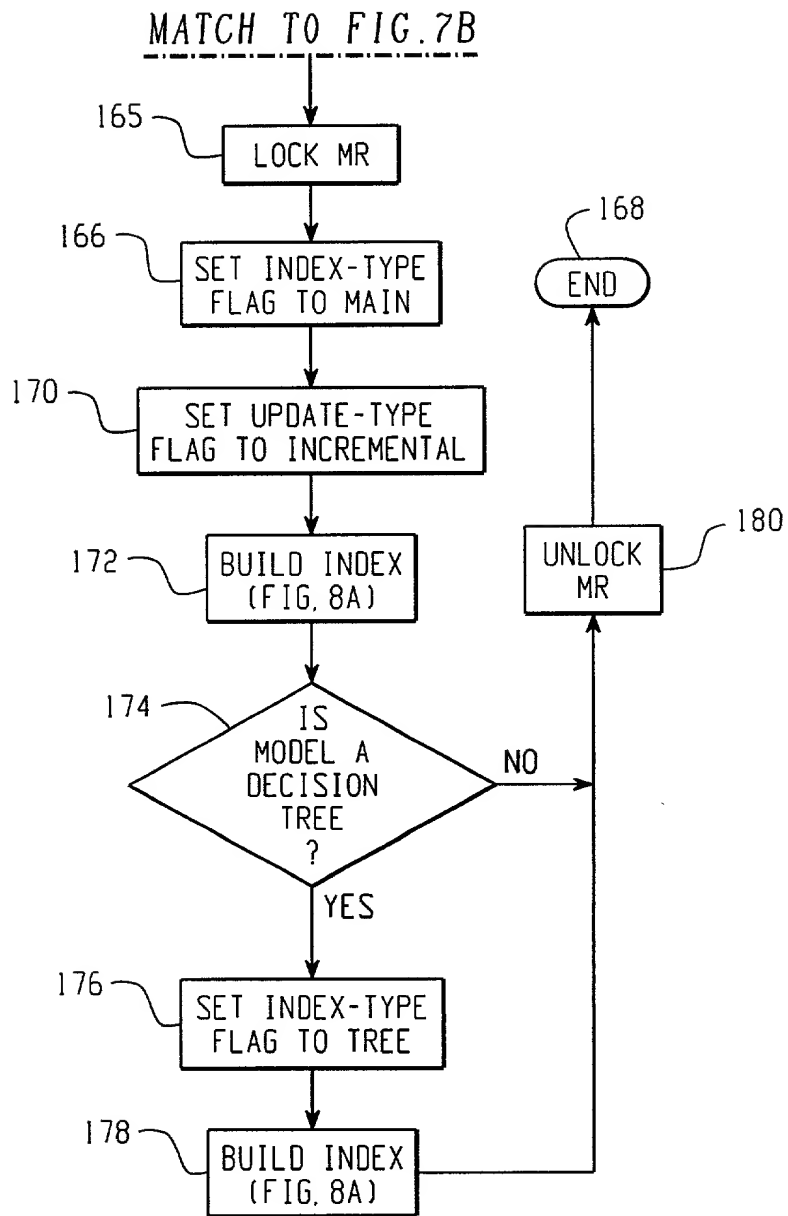 MATCH TO FIG.7B
165
LOCK MR
166
SET INDEX-TYPE
FLAG TO MAIN
168
END
170
SET UPDATE-TYPE
FLAG TO INCREMENTAL
172
BUILD INDEX
(FIG. 8A)
180
UNLOCK
MR
174
IS
MODEL A
DECISION
TREE
?
NO
YES
176
SET INDEX-TYPE
FLAG TO TREE
178
BUILD INDEX
(FIG. 8A)